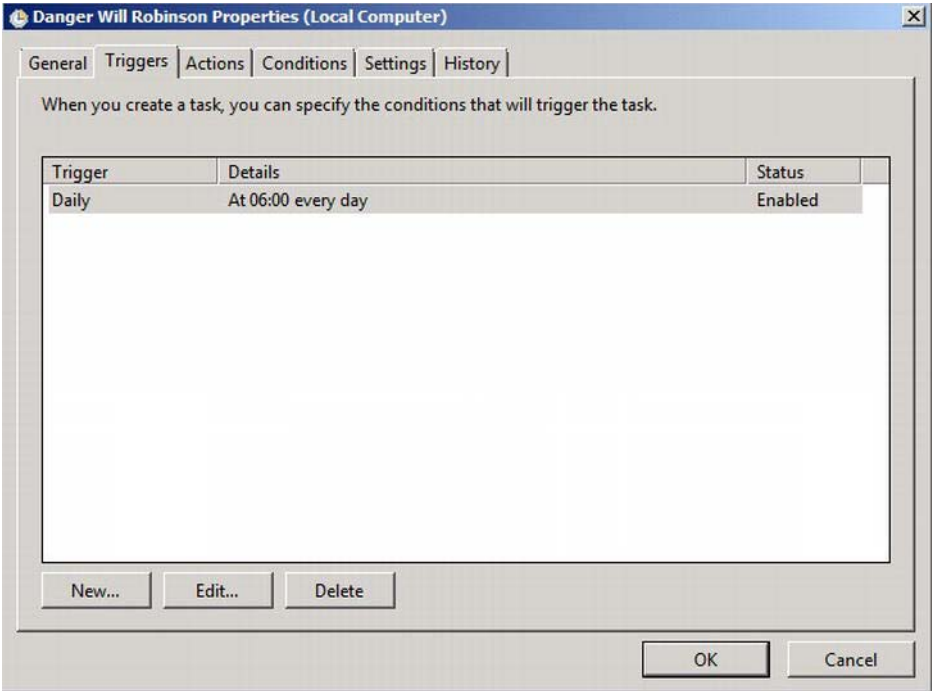 Danger Will Robinson Properties (Local Computer)
General Triggers Actions Conditions Settings History
When you create a task, you can specify the conditions that will trigger the task.
Trigger Details Status
Daily At 06:00 every day Enabled
New... Edit... Delete
OK Cancel